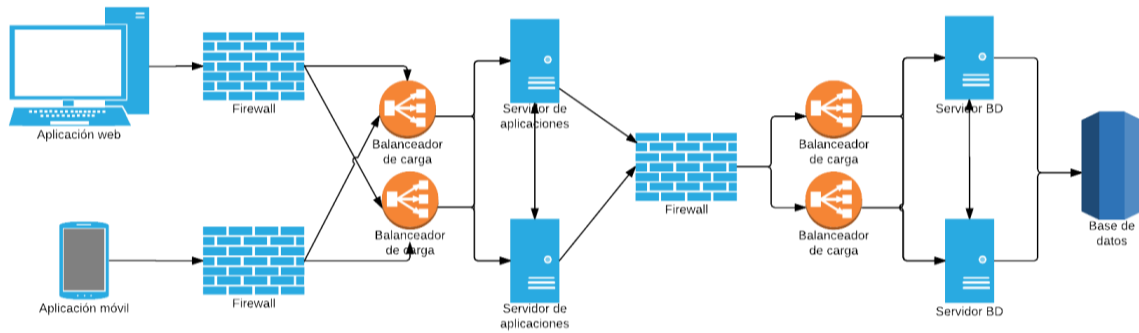 Aplicación web
Firewall
Balanceador
de carga
Servidor de
aplicaciones
Balanceador
de carga
Servidor BD
Firewall
Base de
datos
Aplicación móvil
Firewall
Balanceador
de carga
Servidor de
aplicaciones
Balanceador
de carga
Servidor BD